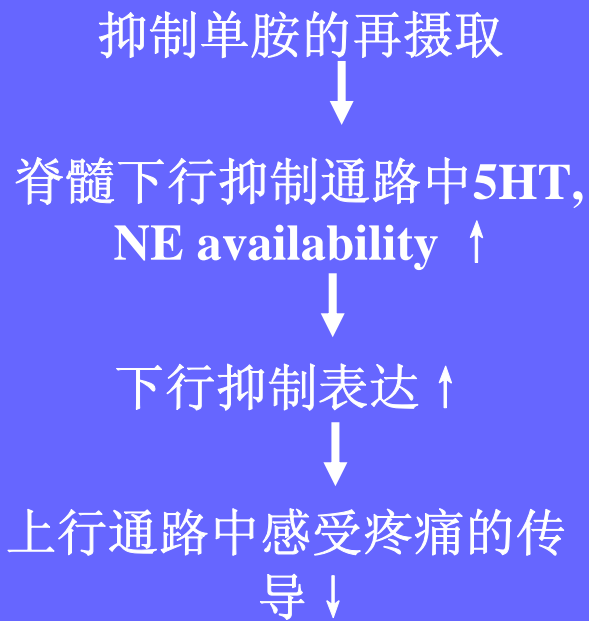 抑制单胺的再摄取
脊髓下行抑制通路中5HT,
NE availability ↑
下行抑制表达↑
上行通路中感受疼痛的传
导↓